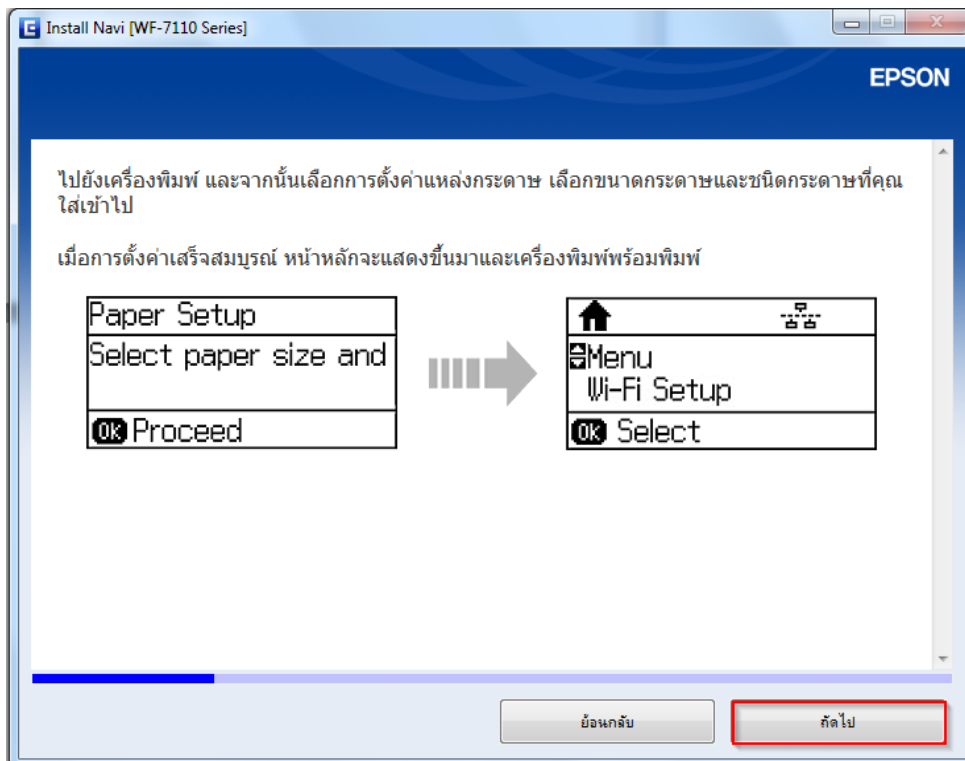 Install Navi [WF-7110 Series]
EPSON
ไปยังเครื่องพิมพ์ และจากนั้นเลือกการตั้งค่าแหล่งกระดาษ เลือกขนาดกระดาษและชนิดกระดาษที่คุณ
ใส่เข้าไป
เมื่อการตั้งค่าเสร็จสมบูรณ์ หน้าหลักจะแสดงขึ้นมาและเครื่องพิมพ์พร้อมพิมพ์
Paper Setup
Select paper size and
OK Proceed
Menu
Wi-Fi Setup
OK Select
ย้อนกลับ
ถัดไป